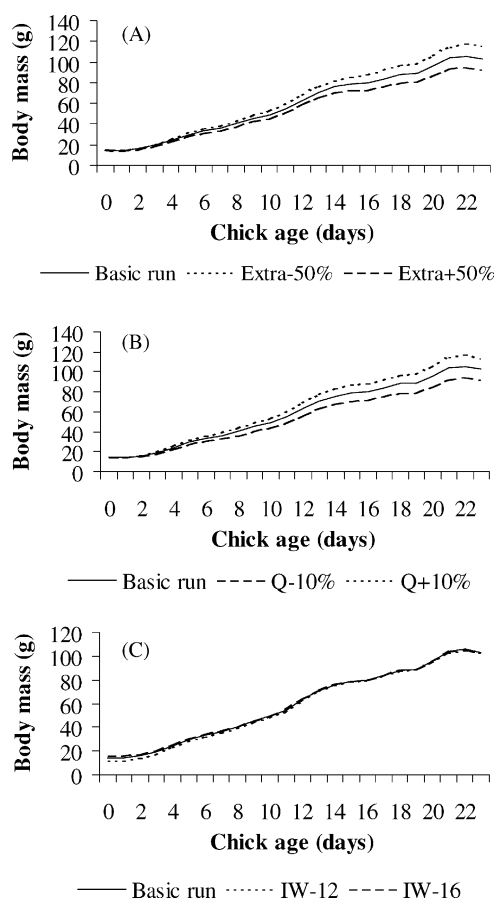 (A)
Body mass (g)
140
120
100
80
60
40
20
0
0 2 4 6 8 10 12 14 16 18 20 22
Chick age (days)
Basic run Extra-50% Extra+50%
(B)
Body mass (g)
140
120
100
80
60
40
20
0
0 2 4 6 8 10 12 14 16 18 20 22
Chick age (days)
Basic run Q-10% Q+10%
(C)
Body mass (g)
120
100
80
60
40
20
0
0 2 4 6 8 10 12 14 16 18 20 22
Chick age (days)
Basic run IW-12 IW-16